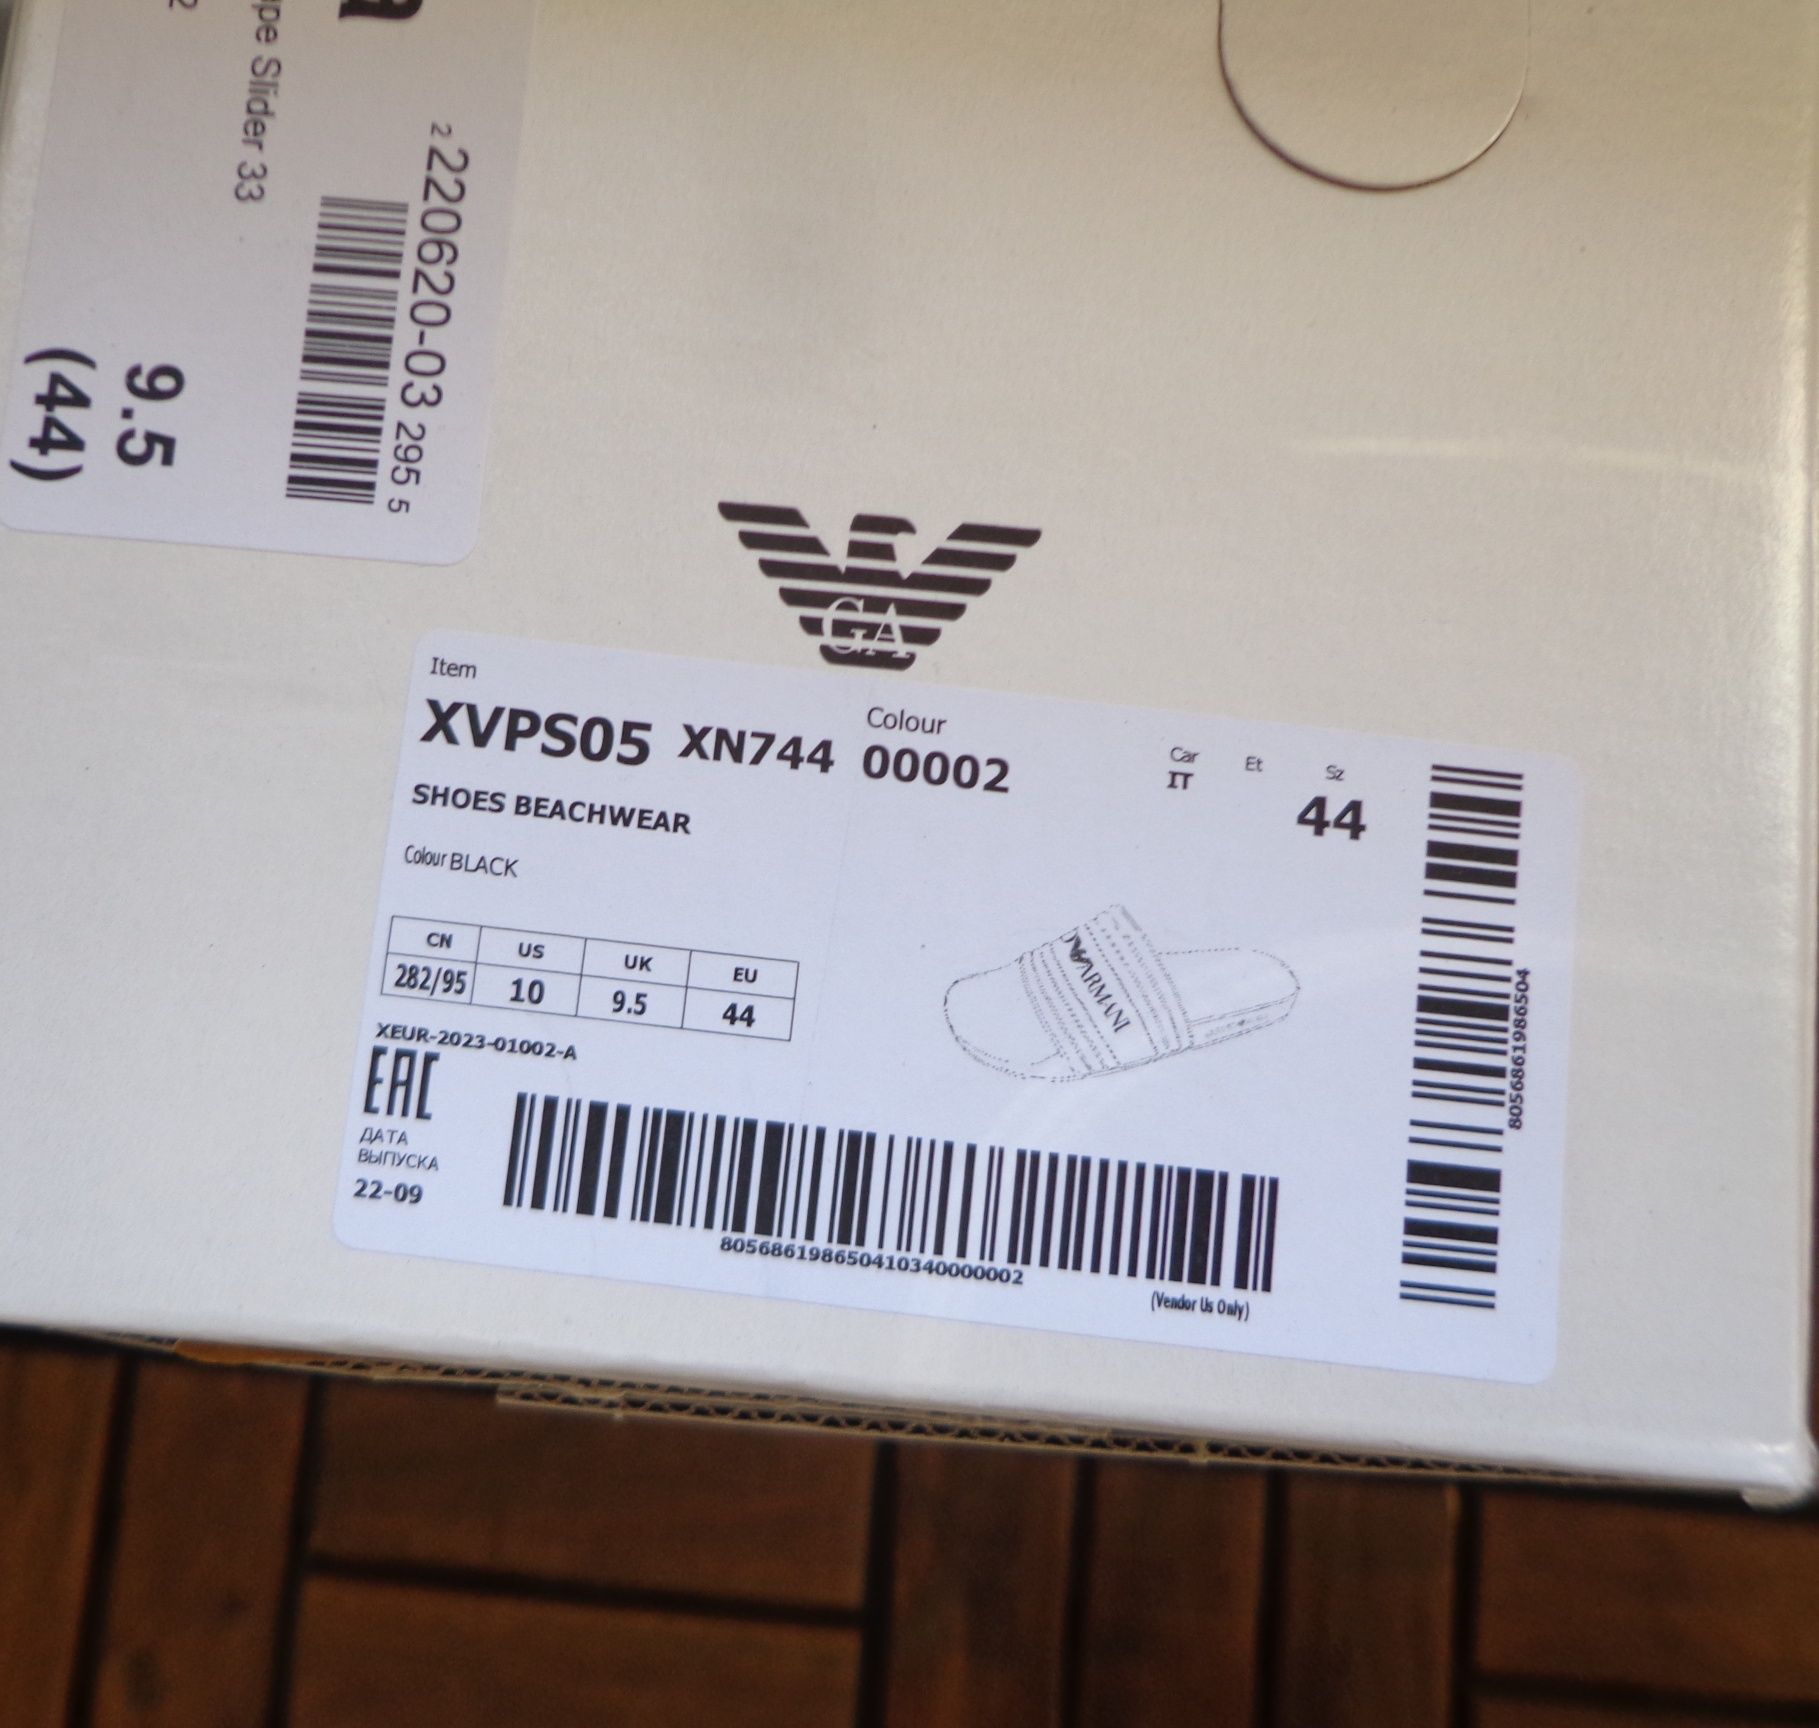 pe Slider 33
2 220620-03 295 5
9.5
(44)
GA
Item
XVPS05 XN744
Colour
00002
Car
IT
Et
Sz
44
SHOES BEACHWEAR
Colour BLACK
CN US UK EU
282/95 10 9.5 44
XEUR-2023-01002-A
EAC
ДАТА
ВЫПУСКА
22-09
ARMANI
805686198650410340000002
(Vendor Us Only)
8056861986504